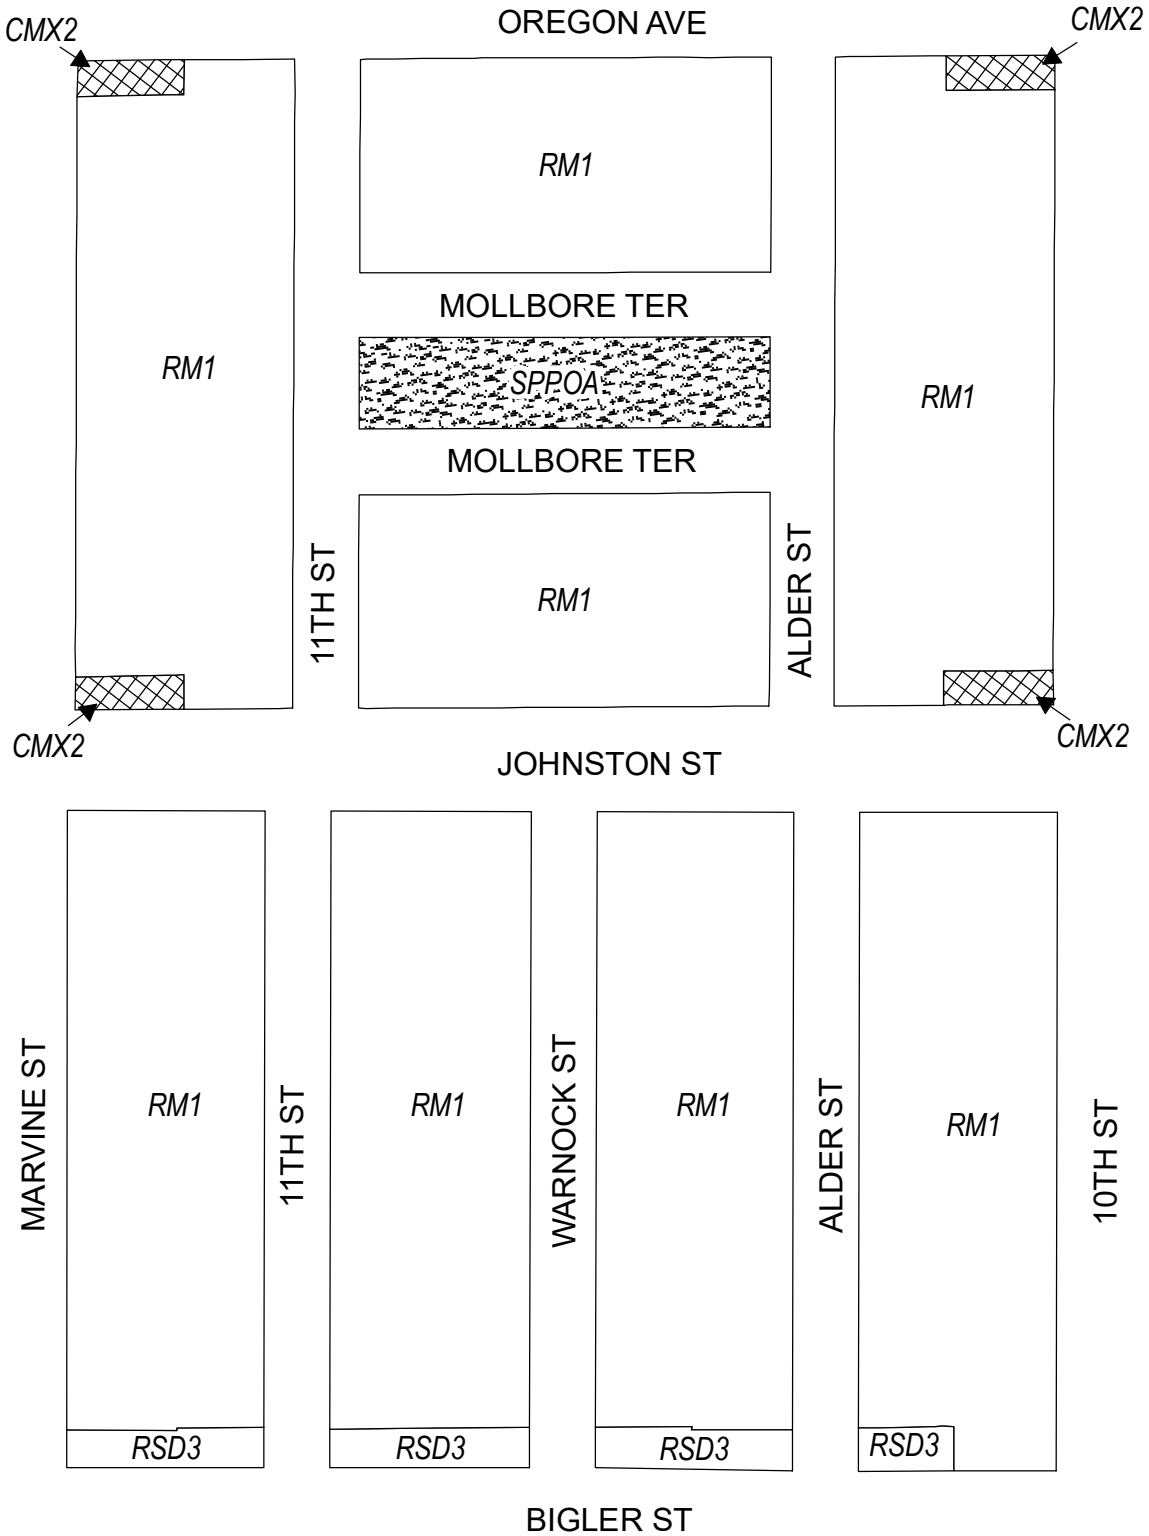 OREGON AVE
CMX2
CMX2
RM1
MOLLBORE TER
RM1
SPPOA
RM1
MOLLBORE TER
11TH ST
ALDER ST
RM1
CMX2
CMX2
JOHNSTON ST
MARVINE ST
RM1
11TH ST
RM1
WARNOCK ST
RM1
ALDER ST
RM1
10TH ST
RSD3
RSD3
RSD3
RSD3
BIGLER ST